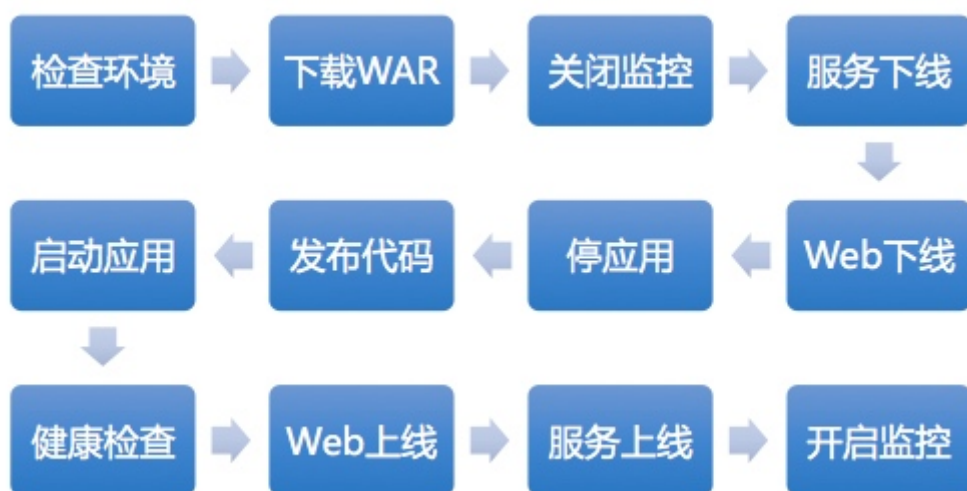 检查环境
下载WAR
关闭监控
服务下线
Web下线
停应用
发布代码
启动应用
健康检查
Web上线
服务上线
开启监控